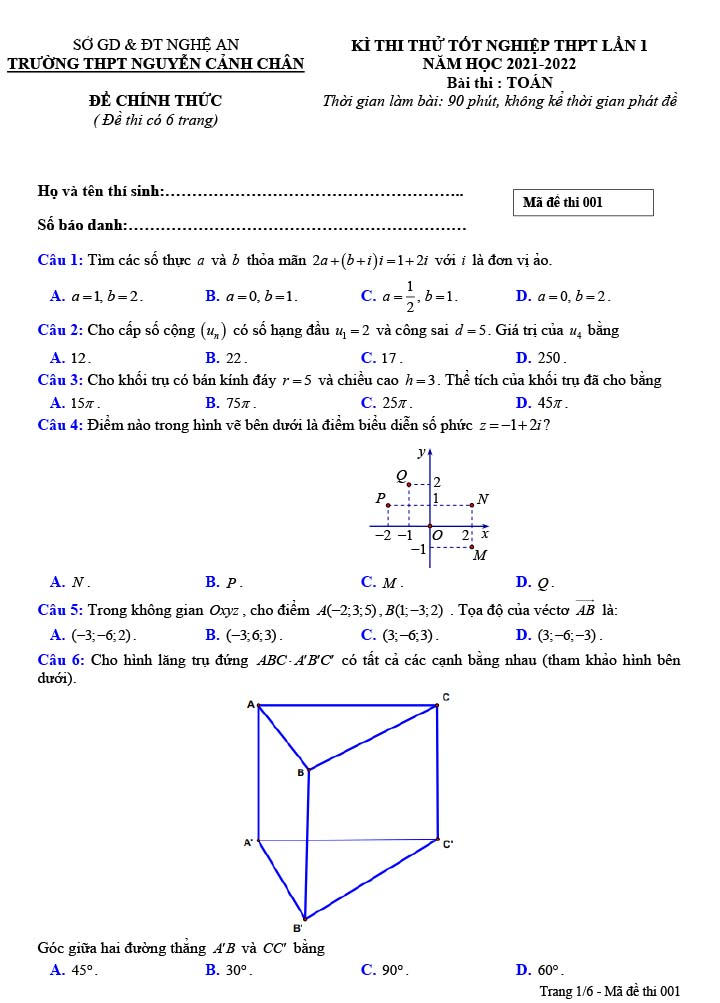 SỞ GD & ĐT NGHỆ AN
TRƯỜNG THPT NGUYỄN CẢNH CHÂN
ĐỀ CHÍNH THỨC
( Đề thi có 6 trang)
KÌ THI THỬ TỐT NGHIỆP THPT LẦN 1
NĂM HỌC 2021-2022
Bài thi : TOÁN
Thời gian làm bài: 90 phút, không kể thời gian phát đề
Họ và tên thí sinh:…………………………………………………..
Mã đề thi 001
Số báo danh:………………………………………………………
Câu 1: Tìm các số thực a và b thỏa mãn 2a+(b+i)i=1+2i với i là đơn vị ảo.
A. a=1, b=2. B. a=0, b=1. C. a=1/2, b=1. D. a=0, b=2.
Câu 2: Cho cấp số cộng (uₙ) có số hạng đầu u₁=2 và công sai d=5. Giá trị của u₄ bằng
A. 12. B. 22. C. 17. D. 250.
Câu 3: Cho khối trụ có bán kính đáy r=5 và chiều cao h=3. Thể tích của khối trụ đã cho bằng
A. 15π. B. 75π. C. 25π. D. 45π.
Câu 4: Điểm nào trong hình vẽ bên dưới là điểm biểu diễn số phức z=−1+2i?
y
Q 2
P 1 N
−2 −1 O 2 x
−1 M
A. N. B. P. C. M. D. Q.
Câu 5: Trong không gian Oxyz, cho điểm A(−2;3;5), B(1;−3;2) . Tọa độ của véctơ AB⃗ là:
A. (−3;−6;2). B. (−3;6;3). C. (3;−6;3). D. (3;−6;−3).
Câu 6: Cho hình lăng trụ đứng ABC·A'B'C' có tất cả các cạnh bằng nhau (tham khảo hình bên
dưới).
A C
B
A' C'
B'
Góc giữa hai đường thẳng A'B và CC' bằng
A. 45°. B. 30°. C. 90°. D. 60°.
Trang 1/6 - Mã đề thi 001